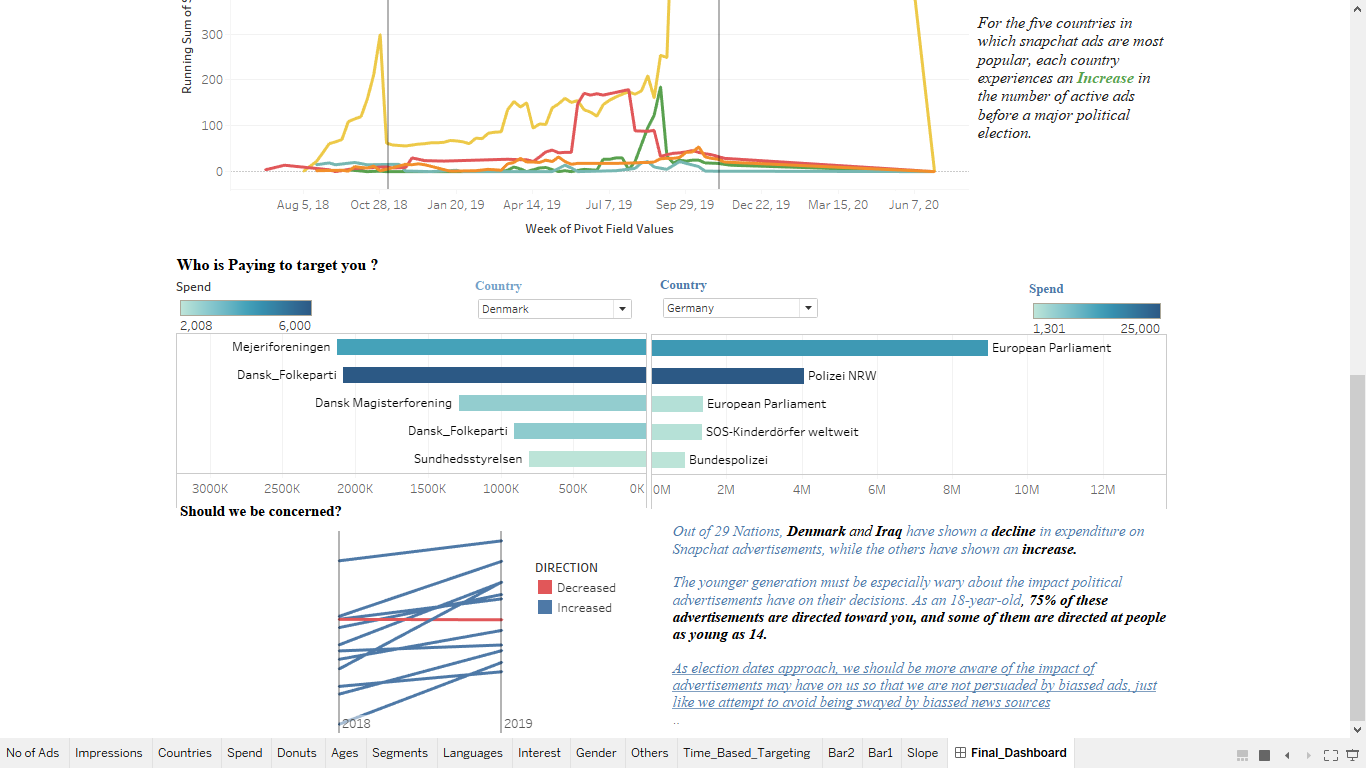 Running Sum of S
300
200
100
0
Aug 5, 18 Oct 28, 18 Jan 20, 19 Apr 14, 19 Jul 7, 19 Sep 29, 19 Dec 22, 19 Mar 15, 20 Jun 7, 20
Week of Pivot Field Values
For the five countries in
which snapchat ads are most
popular, each country
experiences an Increase in
the number of active ads
before a major political
election.
Who is Paying to target you ?
Spend
2,008 6,000
Country
Denmark
Country
Germany
Spend
1,301 25,000
Mejeriforeningen
Dansk_Folkeparti
Dansk Magisterforening
Dansk_Folkeparti
Sundhedsstyrelsen
3000K 2500K 2000K 1500K 1000K 500K 0K
European Parliament
Polizei NRW
European Parliament
SOS-Kinderdörfer weltweit
Bundespolizei
0M 2M 4M 6M 8M 10M 12M
Should we be concerned?
2018 2019
DIRECTION
Decreased
Increased
Out of 29 Nations, Denmark and Iraq have shown a decline in expenditure on
Snapchat advertisements, while the others have shown an increase.
The younger generation must be especially wary about the impact political
advertisements have on their decisions. As an 18-year-old, 75% of these
advertisements are directed toward you, and some of them are directed at people
as young as 14.
As election dates approach, we should be more aware of the impact of
advertisements may have on us so that we are not persuaded by biassed ads, just
like we attempt to avoid being swayed by biassed news sources
..
No of Ads Impressions Countries Spend Donuts Ages Segments Languages Interest Gender Others Time_Based_Targeting Bar2 Bar1 Slope Final_Dashboard